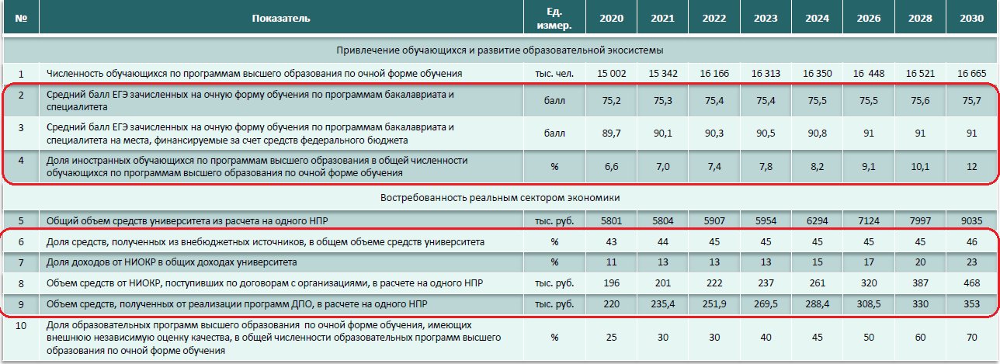 № Показатель Ед. измер. 2020 2021 2022 2023 2024 2026 2028 2030
Привлечение обучающихся и развитие образовательной экосистемы
1 Численность обучающихся по программам высшего образования по очной форме обучения тыс. чел. 15 002 15 342 16 166 16 313 16 350 16 448 16 521 16 665
2 Средний балл ЕГЭ зачисленных на очную форму обучения по программам бакалавриата и
специалитета балл 75,2 75,3 75,4 75,4 75,5 75,5 75,6 75,7
3 Средний балл ЕГЭ зачисленных на очную форму обучения по программам бакалавриата и
специалитета на места, финансируемые за счет средств федерального бюджета балл 89,7 90,1 90,3 90,5 90,8 91 91 91
4 Доля иностранных обучающихся по программам высшего образования в общей численности
обучающихся по программам высшего образования по очной форме обучения % 6,6 7,0 7,4 7,8 8,2 9,1 10,1 12
Востребованность реальным сектором экономики
5 Общий объем средств университета из расчета на одного НПР тыс. руб. 5801 5804 5907 5954 6294 7124 7997 9035
6 Доля средств, полученных из внебюджетных источников, в общем объеме средств университета % 43 44 45 45 45 45 45 46
7 Доля доходов от НИОКР в общих доходах университета % 11 13 13 13 15 17 20 23
8 Объем средств от НИОКР, поступивших по договорам с организациями, в расчете на одного НПР тыс. руб. 196 201 222 237 261 320 387 468
9 Объем средств, полученных от реализации программ ДПО, в расчете на одного НПР тыс. руб. 220 235,4 251,9 269,5 288,4 308,5 330 353
10 Доля образовательных программ высшего образования по очной форме обучения, имеющих
внешнюю независимую оценку качества, в общей численности образовательных программ высшего
образования по очной форме обучения % 25 30 30 40 45 50 60 70